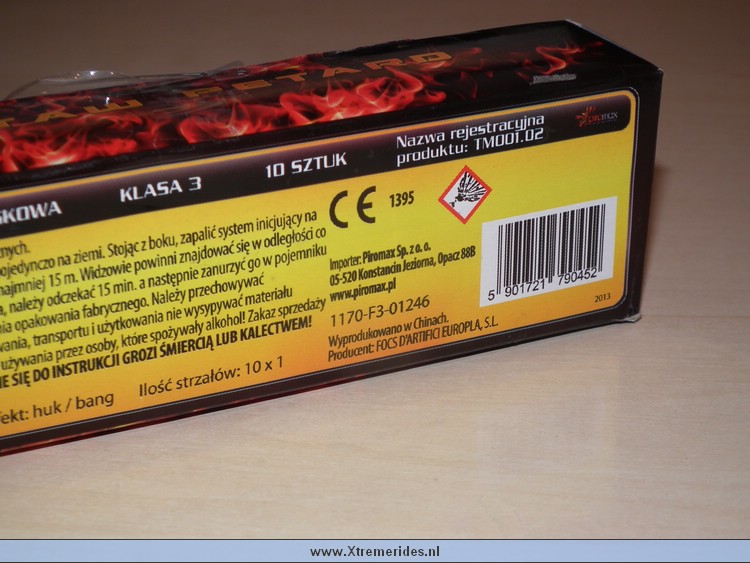 TAW PETARD
SKOWA
KLASA 3
10 SZTUK
Nazwa rejestracyjna
produktu: TM001.02
piromax
znych.
pojedynczo na ziemi. Stojąc z boku, zapalić system inicjujący na
najmniej 15 m. Widzowie powinni znajdować się w odległości co
a, należy odczekać 15 min. a następnie zanurzyć go w pojemniku
nia opakowania fabrycznego. Należy przechowywać
wania, transportu i użytkowania nie wysypywać materiału
używania przez osoby, które spożywały alkohol! Zakaz sprzedaży
IE SIĘ DO INSTRUKCJI GROZI ŚMIERCIĄ LUB KALECTWEM!
fekt: huk / bang
Ilość strzałów: 10 x 1
CE 1395
Importer: Piromax Sp. z o. o.
05-520 Konstancin Jeziorna, Opacz 88B
www.piromax.pl
1170-F3-01246
Wyprodukowano w Chinach.
Producent: FOCS D'ARTIFICI EUROPLA, S.L.
5 901721 790452
2013
www.Xtremerides.nl